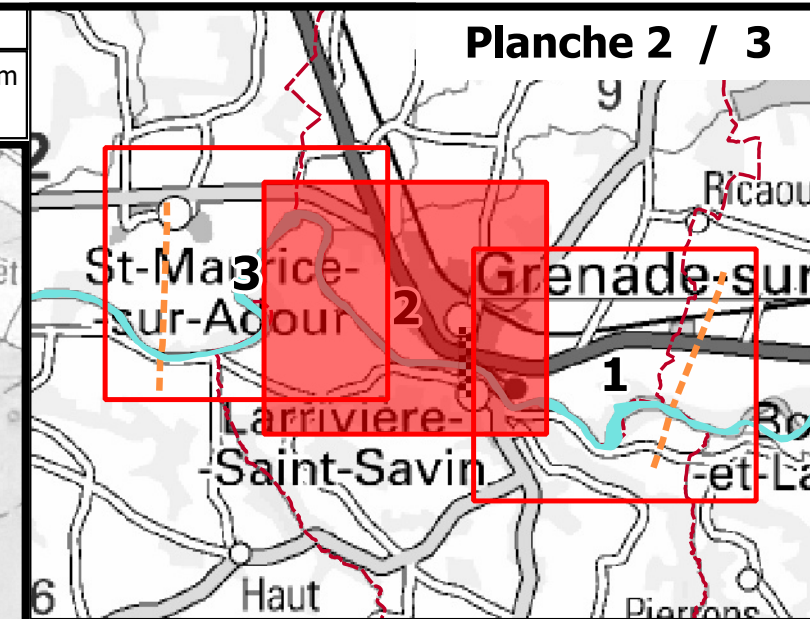 m
Planche 2 / 3
2
9
Ricaou
St-Maurice-
-sur-Adour
3
2
Grenade-sur
1
Larrivière-
-Saint-Savin
-et-La
6
Haut
Pierrons